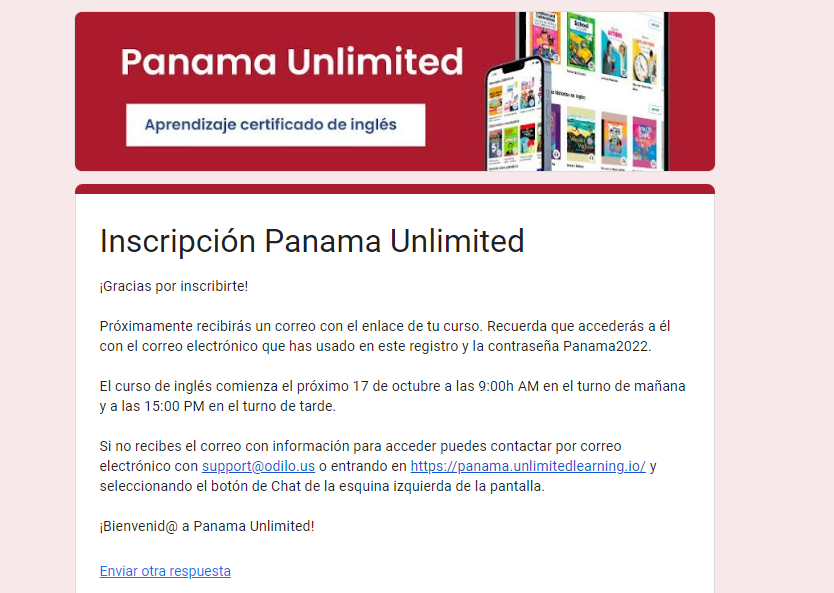 Panama Unlimited
Aprendizaje certificado de inglés
Inscripción Panama Unlimited
¡Gracias por inscribirte!
Próximamente recibirás un correo con el enlace de tu curso. Recuerda que accederás a él
con el correo electrónico que has usado en este registro y la contraseña Panama2022.
El curso de inglés comienza el próximo 17 de octubre a las 9:00h AM en el turno de mañana
y a las 15:00 PM en el turno de tarde.
Si no recibes el correo con información para acceder puedes contactar por correo
electrónico con support@odilo.us o entrando en https://panama.unlimitedlearning.io/ y
seleccionando el botón de Chat de la esquina izquierda de la pantalla.
¡Bienvenid@ a Panama Unlimited!
Enviar otra respuesta